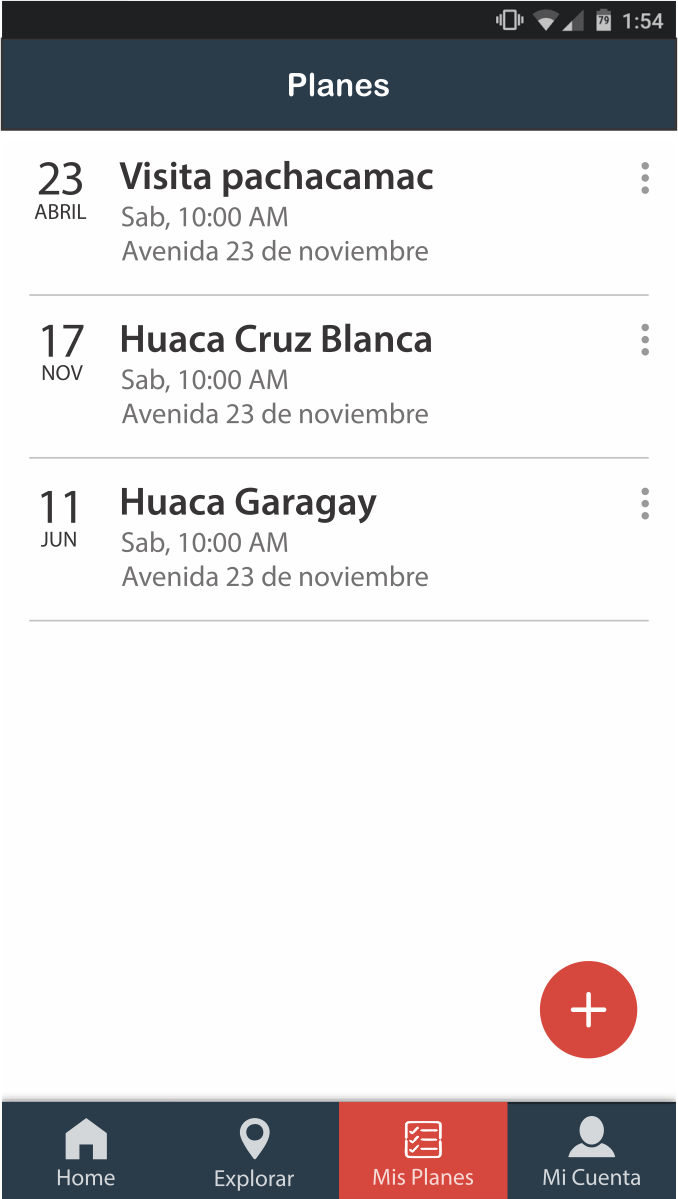 79 1:54
Planes
23
ABRIL
Visita pachacamac
Sab, 10:00 AM
Avenida 23 de noviembre
17
NOV
Huaca Cruz Blanca
Sab, 10:00 AM
Avenida 23 de noviembre
11
JUN
Huaca Garagay
Sab, 10:00 AM
Avenida 23 de noviembre
Home
Explorar
Mis Planes
Mi Cuenta